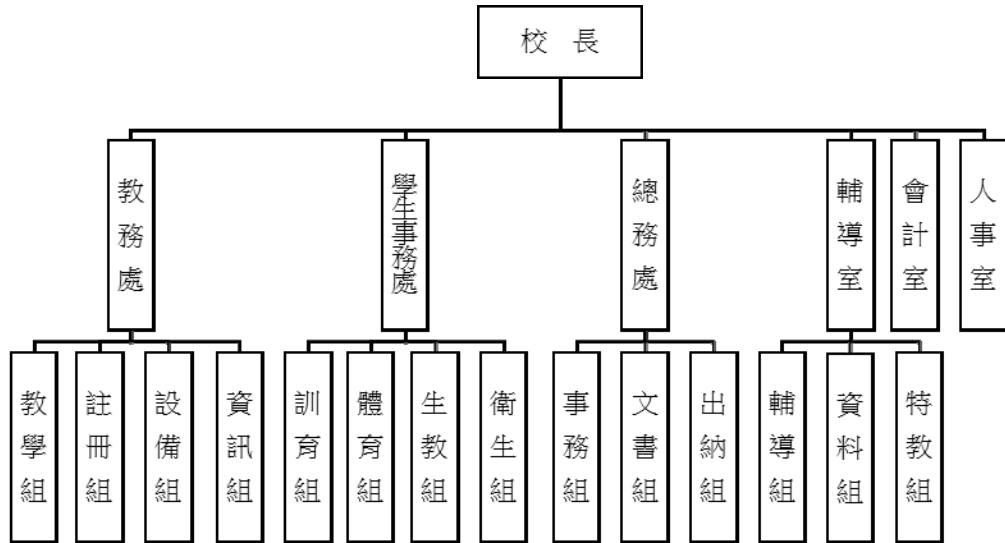 校 長
教務處
學生事務處
總務處
輔導室
會計室
人事室
教學組
註冊組
設備組
資訊組
訓育組
體育組
生教組
衛生組
事務組
文書組
出納組
輔導組
資料組
特教組